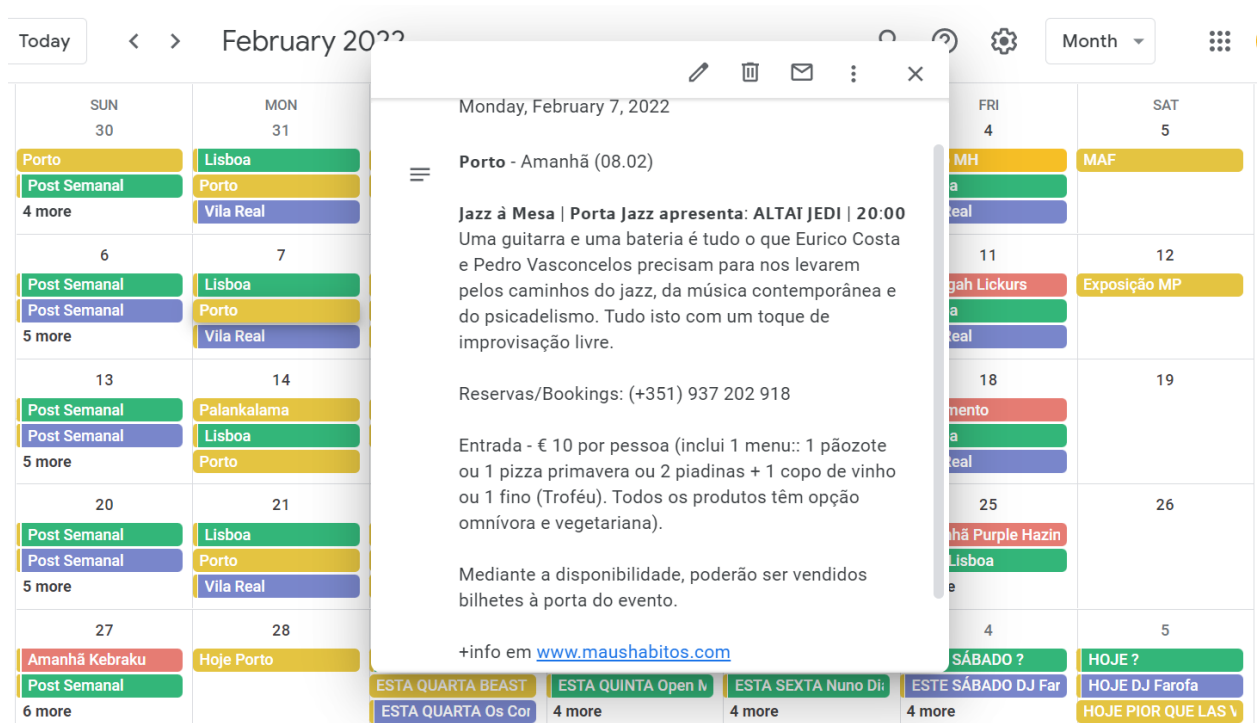 Today
February 2022
Month
SUN
MON
FRI
SAT
30
31
4
5
Porto
Lisboa
MH
MAF
Post Semanal
Porto
4 more
Vila Real
6
7
11
12
Post Semanal
Lisboa
Lickurs
Exposição MP
Post Semanal
Porto
5 more
Vila Real
13
14
18
19
Post Semanal
Palankalama
Post Semanal
Lisboa
5 more
Porto
20
21
25
26
Post Semanal
Lisboa
Purple Hazin
Post Semanal
Porto
Lisboa
5 more
Vila Real
27
28
4
5
Amanhã Kebraku
Hoje Porto
SÁBADO ?
HOJE ?
Post Semanal
ESTA QUARTA BEAST
ESTA QUINTA Open M
ESTA SEXTA Nuno Di
ESTE SÁBADO DJ Far
HOJE DJ Farofa
6 more
ESTA QUARTA Os Cor
4 more
4 more
4 more
HOJE PIOR QUE LAS V
Monday, February 7, 2022
Porto - Amanhã (08.02)
Jazz à Mesa | Porta Jazz apresenta: ALTAÏ JEDI | 20:00
Uma guitarra e uma bateria é tudo o que Eurico Costa
e Pedro Vasconcelos precisam para nos levarem
pelos caminhos do jazz, da música contemporânea e
do psicadelismo. Tudo isto com um toque de
improvisação livre.
Reservas/Bookings: (+351) 937 202 918
Entrada - € 10 por pessoa (inclui 1 menu:: 1 pãozote
ou 1 pizza primavera ou 2 piadinas + 1 copo de vinho
ou 1 fino (Troféu). Todos os produtos têm opção
omnívora e vegetariana).
Mediante a disponibilidade, poderão ser vendidos
bilhetes à porta do evento.
+info em www.maushabitos.com